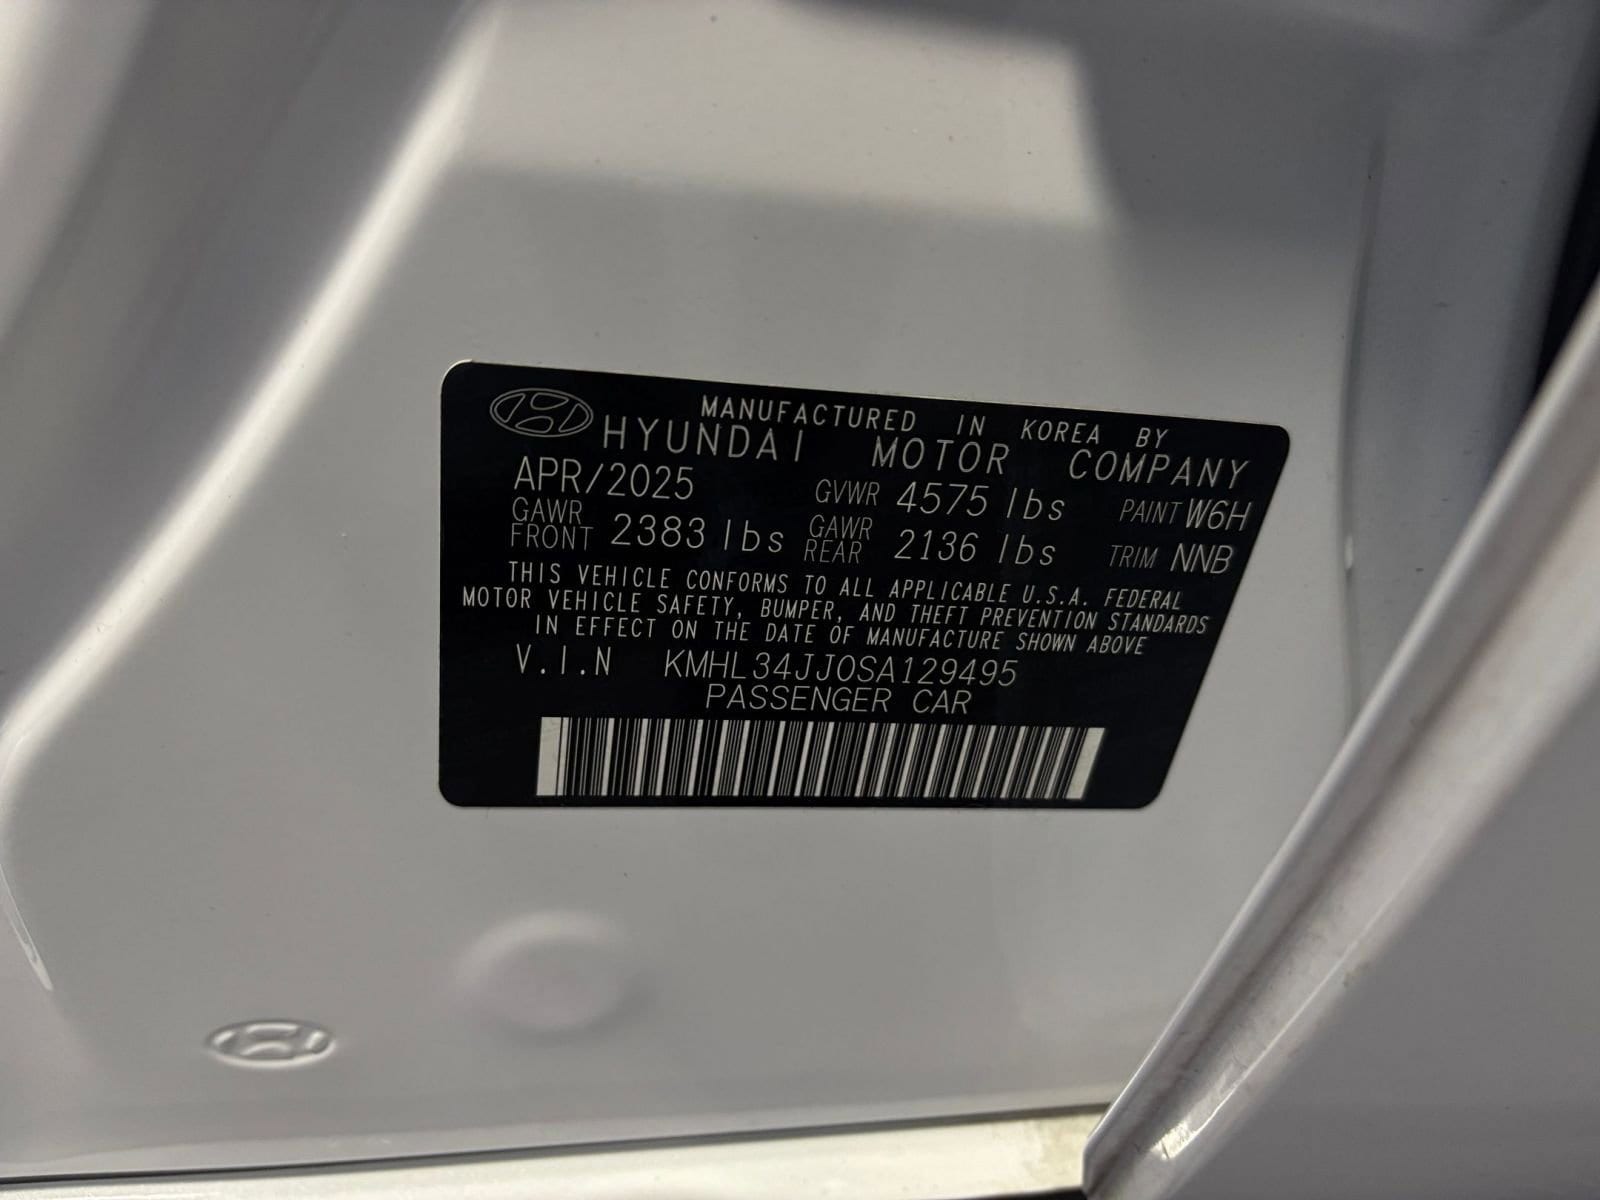 MANUFACTURED IN KOREA BY
HYUNDAI MOTOR COMPANY
APR/2025 GVWR 4575 lbs PAINT W6H
GAWR FRONT 2383 lbs GAWR REAR 2136 lbs TRIM NNB
THIS VEHICLE CONFORMS TO ALL APPLICABLE U.S.A. FEDERAL
MOTOR VEHICLE SAFETY, BUMPER, AND THEFT PREVENTION STANDARDS
IN EFFECT ON THE DATE OF MANUFACTURE SHOWN ABOVE
V.I.N KMHL34JJ0SA129495
PASSENGER CAR